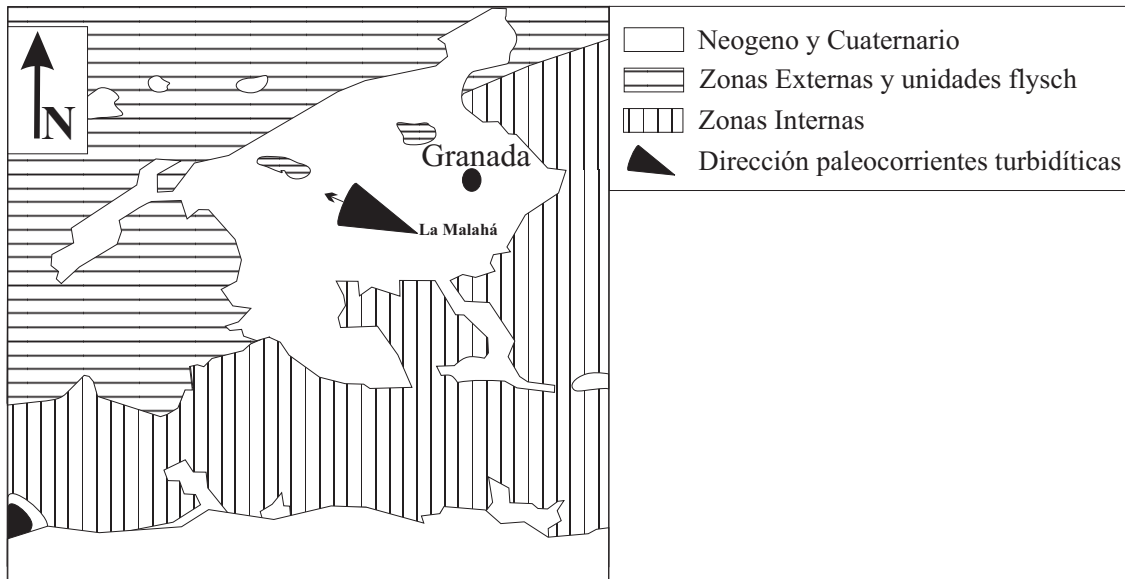 N
Granada
La Malahá
Neogeno y Cuaternario
Zonas Externas y unidades flysch
Zonas Internas
Dirección paleocorrientes turbidíticas